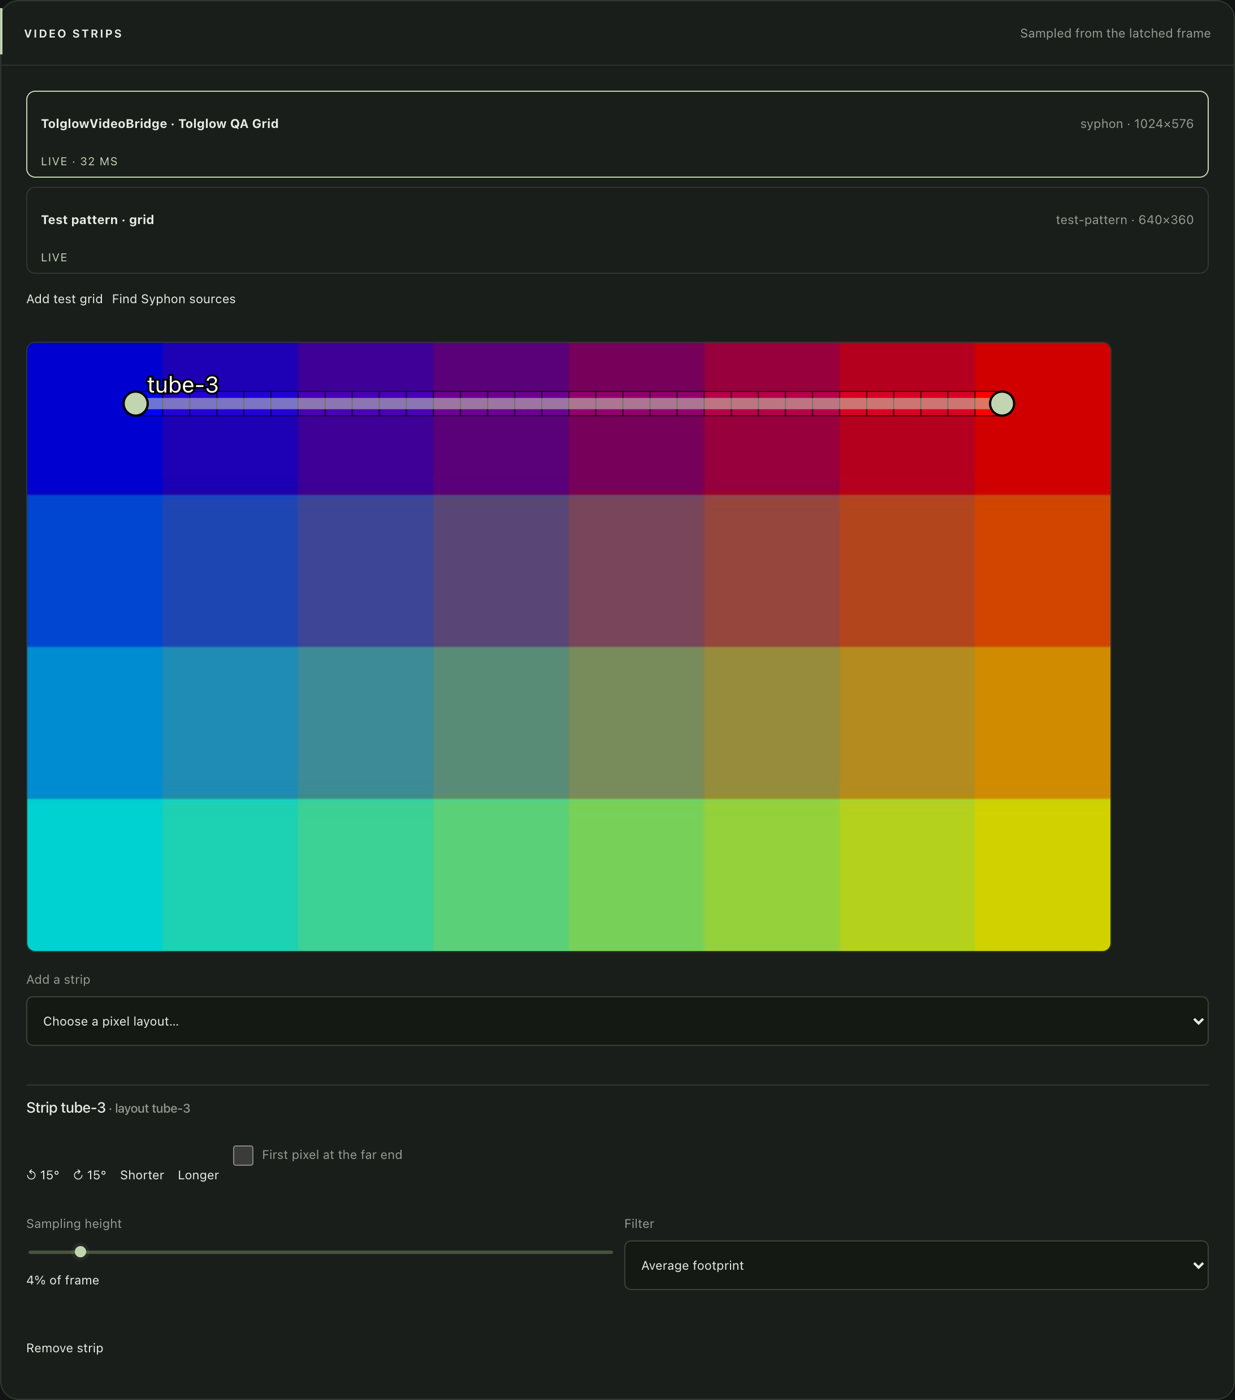 VIDEO STRIPS
Sampled from the latched frame
TolglowVideoBridge · Tolglow QA Grid
syphon · 1024×576
LIVE · 32 MS
Test pattern · grid
test-pattern · 640×360
LIVE
Add test grid Find Syphon sources
tube-3
Add a strip
Choose a pixel layout…
Strip tube-3 · layout tube-3
First pixel at the far end
↺ 15° ↻ 15° Shorter Longer
Sampling height
Filter
Average footprint
4% of frame
Remove strip